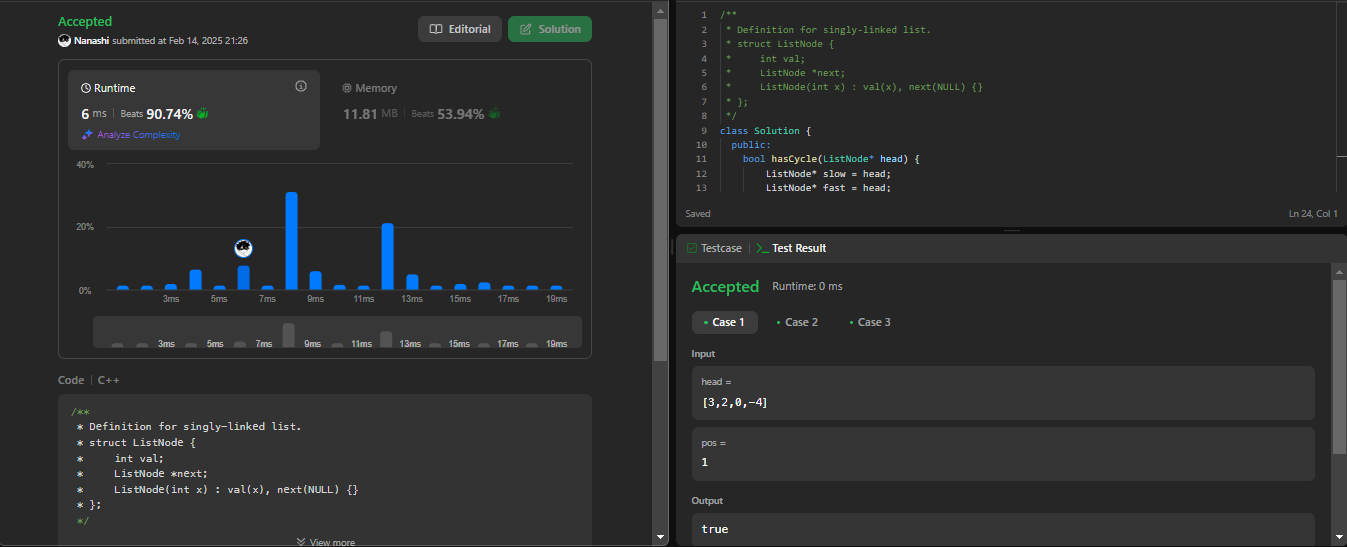 Accepted
Nanashi submitted at Feb 14, 2025 21:26
Editorial
Solution
Runtime
6 ms | Beats 90.74%
Analyze Complexity
Memory
11.81 MB | Beats 53.94%
40%
20%
0%
3ms 5ms 7ms 9ms 11ms 13ms 15ms 17ms 19ms
3ms 5ms 7ms 9ms 11ms 13ms 15ms 17ms 19ms
Code | C++
/**
* Definition for singly-linked list.
* struct ListNode {
*     int val;
*     ListNode *next;
*     ListNode(int x) : val(x), next(NULL) {}
* };
*/
View more
1 /**
2 * Definition for singly-linked list.
3 * struct ListNode {
4 *     int val;
5 *     ListNode *next;
6 *     ListNode(int x) : val(x), next(NULL) {}
7 * };
8 */
9 class Solution {
10 public:
11 bool hasCycle(ListNode* head) {
12 ListNode* slow = head;
13 ListNode* fast = head;
Saved
Ln 24, Col 1
Testcase | >_ Test Result
Accepted Runtime: 0 ms
• Case 1 • Case 2 • Case 3
Input
head =
[3,2,0,-4]
pos =
1
Output
true